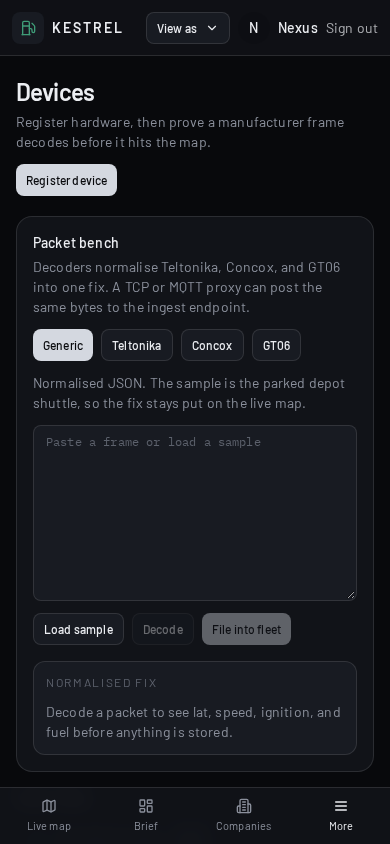 KESTREL
View as
N Nexus Sign out
Devices
Register hardware, then prove a manufacturer frame
decodes before it hits the map.
Register device
Packet bench
Decoders normalise Teltonika, Concox, and GT06
into one fix. A TCP or MQTT proxy can post the
same bytes to the ingest endpoint.
Generic Teltonika Concox GT06
Normalised JSON. The sample is the parked depot
shuttle, so the fix stays put on the live map.
Paste a frame or load a sample
Load sample Decode File into fleet
NORMALISED FIX
Decode a packet to see lat, speed, ignition, and
fuel before anything is stored.
Live map Brief Companies More